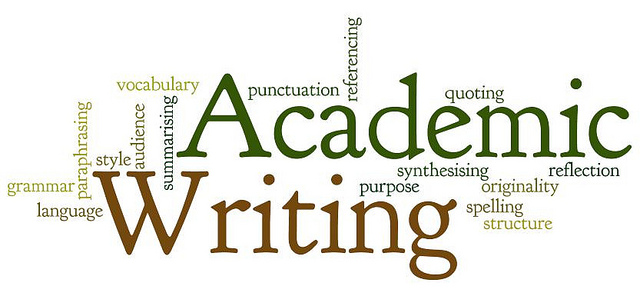 referencing
vocabulary
punctuation
quoting
Academic
paraphrasing
audience
summarising
style
synthesising
reflection
grammar
purpose
originality
language
Writing
spelling
structure